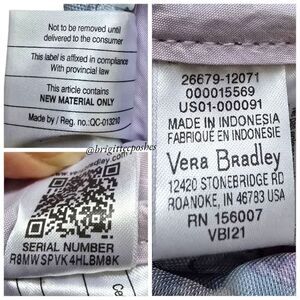 Not to be removed until
delivered to the consumer
This label is affixed in compliance
With provincial law
This article contains
NEW MATERIAL ONLY
Made by / Reg. no.: QC-013210
@brigitteposhes
SERIAL NUMBER
R8MWSPVK4HLBM8K
26679-12071
000015569
US01-000091
MADE IN INDONESIA
FABRIQUÉ EN INDONESIE
Vera Bradley
12420 STONEBRIDGE RD
ROANOKE, IN 46783 USA
RN 156007
VBI21